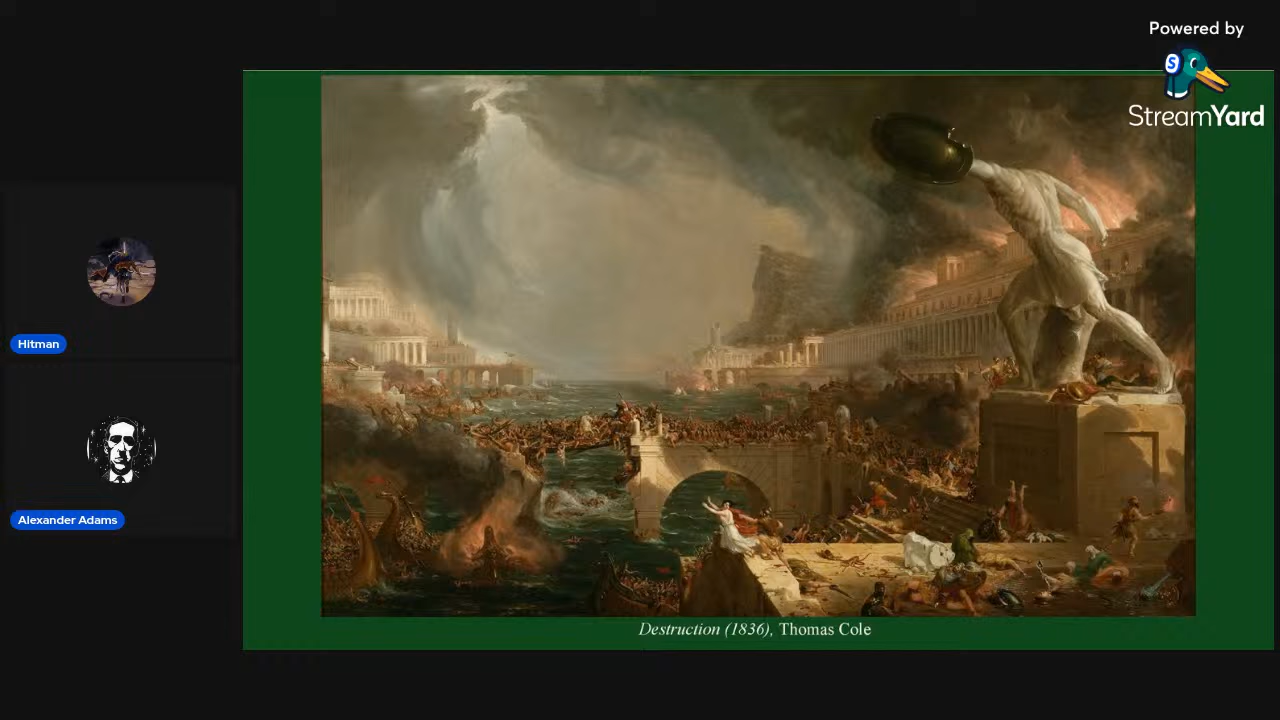 Powered by
S
StreamYard
Hitman
Alexander Adams
Destruction (1836), Thomas Cole